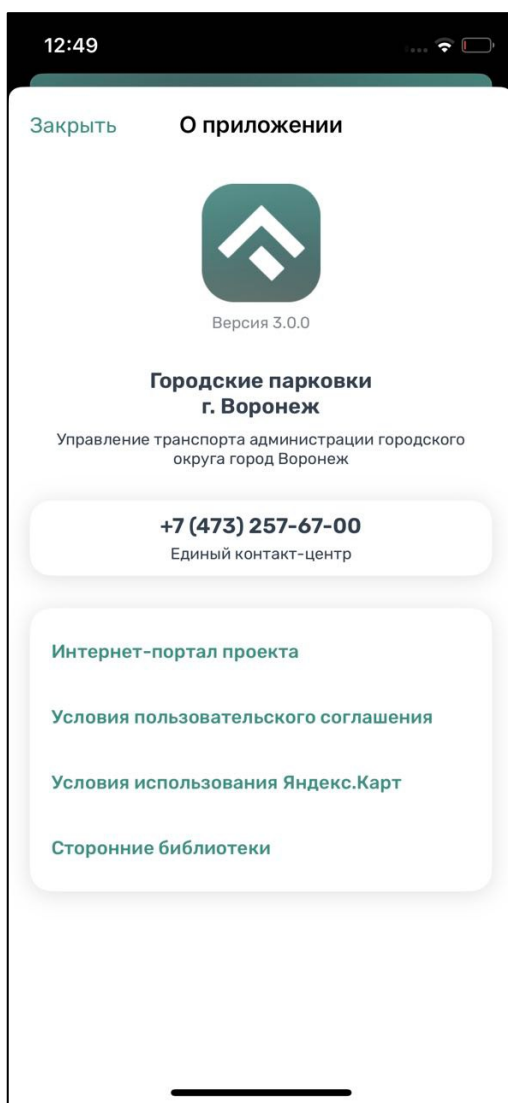 12:49
Закрыть
О приложении
Версия 3.0.0
Городские парковки
г. Воронеж
Управление транспорта администрации городского
округа город Воронеж
+7 (473) 257-67-00
Единый контакт-центр
Интернет-портал проекта
Условия пользовательского соглашения
Условия использования Яндекс.Карт
Сторонние библиотеки